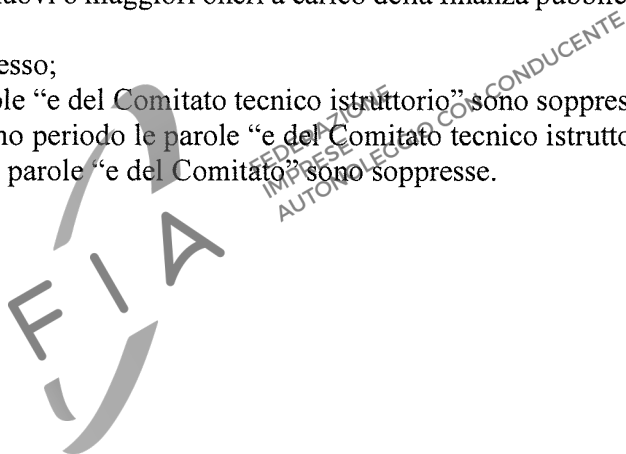 nuovi o maggiori oneri a carico della finanza pubblic
esso;
ole “e del Comitato tecnico istruttorio” sono soppres
no periodo le parole “e del Comitato tecnico istrutto
parole “e del Comitato” sono soppresse.
FEDERAZIONE
IMPRESE
AUTONOLEGGIO CON CONDUCENTE
FIA